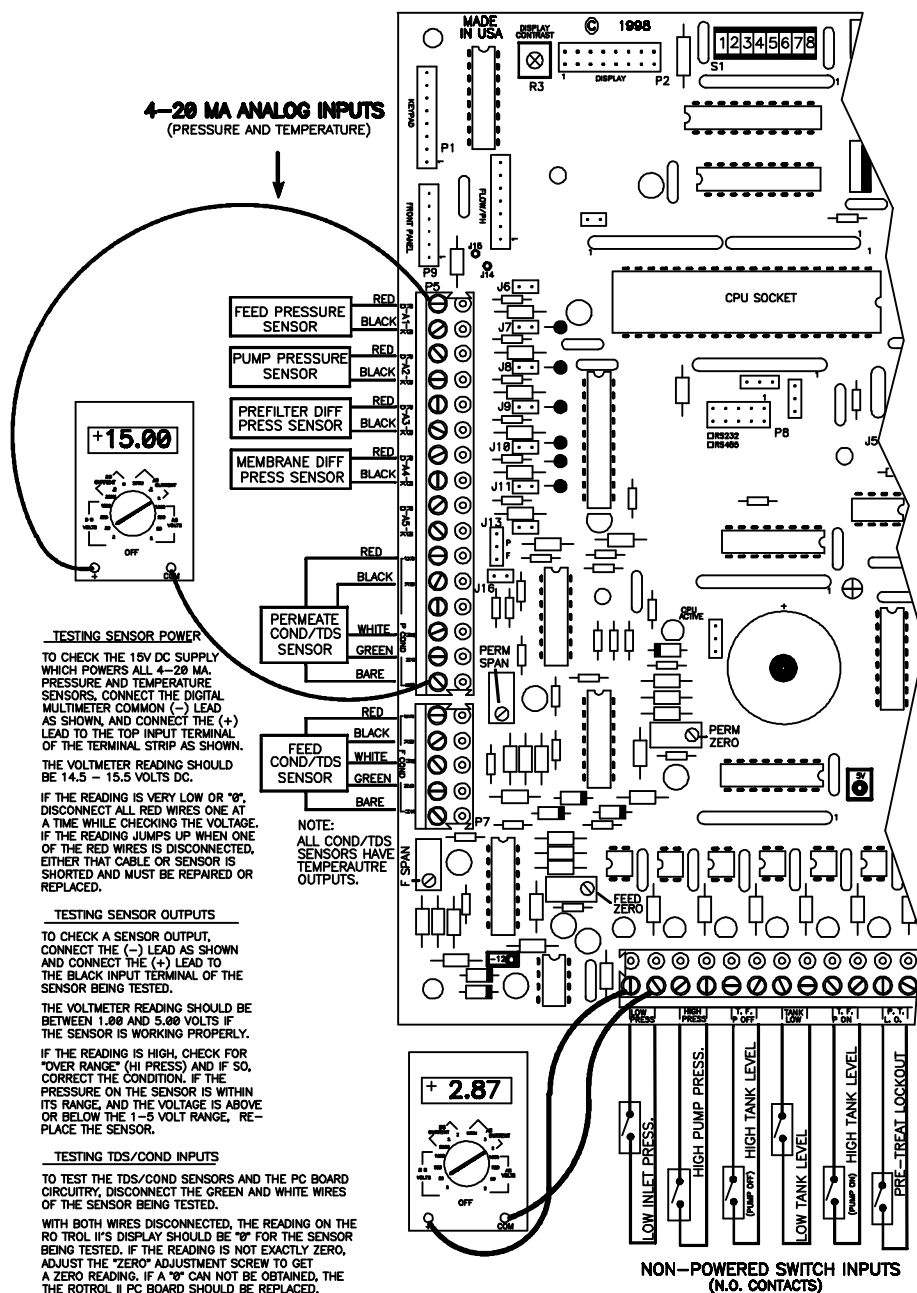 MADE
IN USA
DISPLAY
CONTRAST
R3
© 1998
1
DISPLAY
P2
12345678
S1
1
4-20 MA ANALOG INPUTS
(PRESSURE AND TEMPERATURE)
KEYPAD
P1
FRONT PANEL
P9
FLOW/PH
1
J15
J14
1
1
P5
J6
CPU SOCKET
FEED PRESSURE
SENSOR
RED
BLACK
J7
PUMP PRESSURE
SENSOR
RED
BLACK
J8
PREFILTER DIFF
PRESS SENSOR
RED
BLACK
J9
1
P8
RS232
RS485
J5
MEMBRANE DIFF
PRESS SENSOR
RED
BLACK
J10
J11
J13
P
F
J16
+15.00
OFF
+
COM
PERMEATE
COND/TDS
SENSOR
RED
BLACK
WHITE
GREEN
BARE
P COND
PERM
SPAN
CPU
ACTIVE
+
PERM
ZERO
5V
FEED
COND/TDS
SENSOR
RED
BLACK
WHITE
GREEN
BARE
F COND
P7
1
NOTE:
ALL COND/TDS
SENSORS HAVE
TEMPERAUTRE
OUTPUTS.
F SPAN
FEED
ZERO
-12
TESTING SENSOR POWER
TO CHECK THE 15V DC SUPPLY
WHICH POWERS ALL 4-20 MA.
PRESSURE AND TEMPERATURE
SENSORS, CONNECT THE DIGITAL
MULTIMETER COMMON (-) LEAD
AS SHOWN, AND CONNECT THE (+)
LEAD TO THE TOP INPUT TERMINAL
OF THE TERMINAL STRIP AS SHOWN.
THE VOLTMETER READING SHOULD
BE 14.5 - 15.5 VOLTS DC.
IF THE READING IS VERY LOW OR "0",
DISCONNECT ALL RED WIRES ONE AT
A TIME WHILE CHECKING THE VOLTAGE.
IF THE READING JUMPS UP WHEN ONE
OF THE RED WIRES IS DISCONNECTED,
EITHER THAT CABLE OR SENSOR IS
SHORTED AND MUST BE REPAIRED OR
REPLACED.
TESTING SENSOR OUTPUTS
TO CHECK A SENSOR OUTPUT,
CONNECT THE (-) LEAD AS SHOWN
AND CONNECT THE (+) LEAD TO
THE BLACK INPUT TERMINAL OF THE
SENSOR BEING TESTED.
THE VOLTMETER READING SHOULD BE
BETWEEN 1.00 AND 5.00 VOLTS IF
THE SENSOR IS WORKING PROPERLY.
IF THE READING IS HIGH, CHECK FOR
"OVER RANGE" (HI PRESS) AND IF SO,
CORRECT THE CONDITION. IF THE
PRESSURE ON THE SENSOR IS WITHIN
ITS RANGE, AND THE VOLTAGE IS ABOVE
OR BELOW THE 1-5 VOLT RANGE, RE-
PLACE THE SENSOR.
TESTING TDS/COND INPUTS
TO TEST THE TDS/COND SENSORS AND THE PC BOARD
CIRCUITRY, DISCONNECT THE GREEN AND WHITE WIRES
OF THE SENSOR BEING TESTED.
WITH BOTH WIRES DISCONNECTED, THE READING ON THE
RO TROL II'S DISPLAY SHOULD BE "0" FOR THE SENSOR
BEING TESTED. IF THE READING IS NOT EXACTLY ZERO,
ADJUST THE "ZERO" ADJUSTMENT SCREW TO GET
A ZERO READING. IF A "0" CAN NOT BE OBTAINED, THE
THE ROTROL II PC BOARD SHOULD BE REPLACED.
+ 2.87
OFF
+
COM
LOW
PRESS
HIGH
PRESS
T. F.
P OFF
TANK
LOW
T. F.
P ON
P. T.
L. O.
LOW INLET PRESS.
HIGH PUMP PRESS.
(PUMP OFF) HIGH TANK LEVEL
LOW TANK LEVEL
(PUMP ON) HIGH TANK LEVEL
PRE-TREAT LOCKOUT
NON-POWERED SWITCH INPUTS
(N.O. CONTACTS)